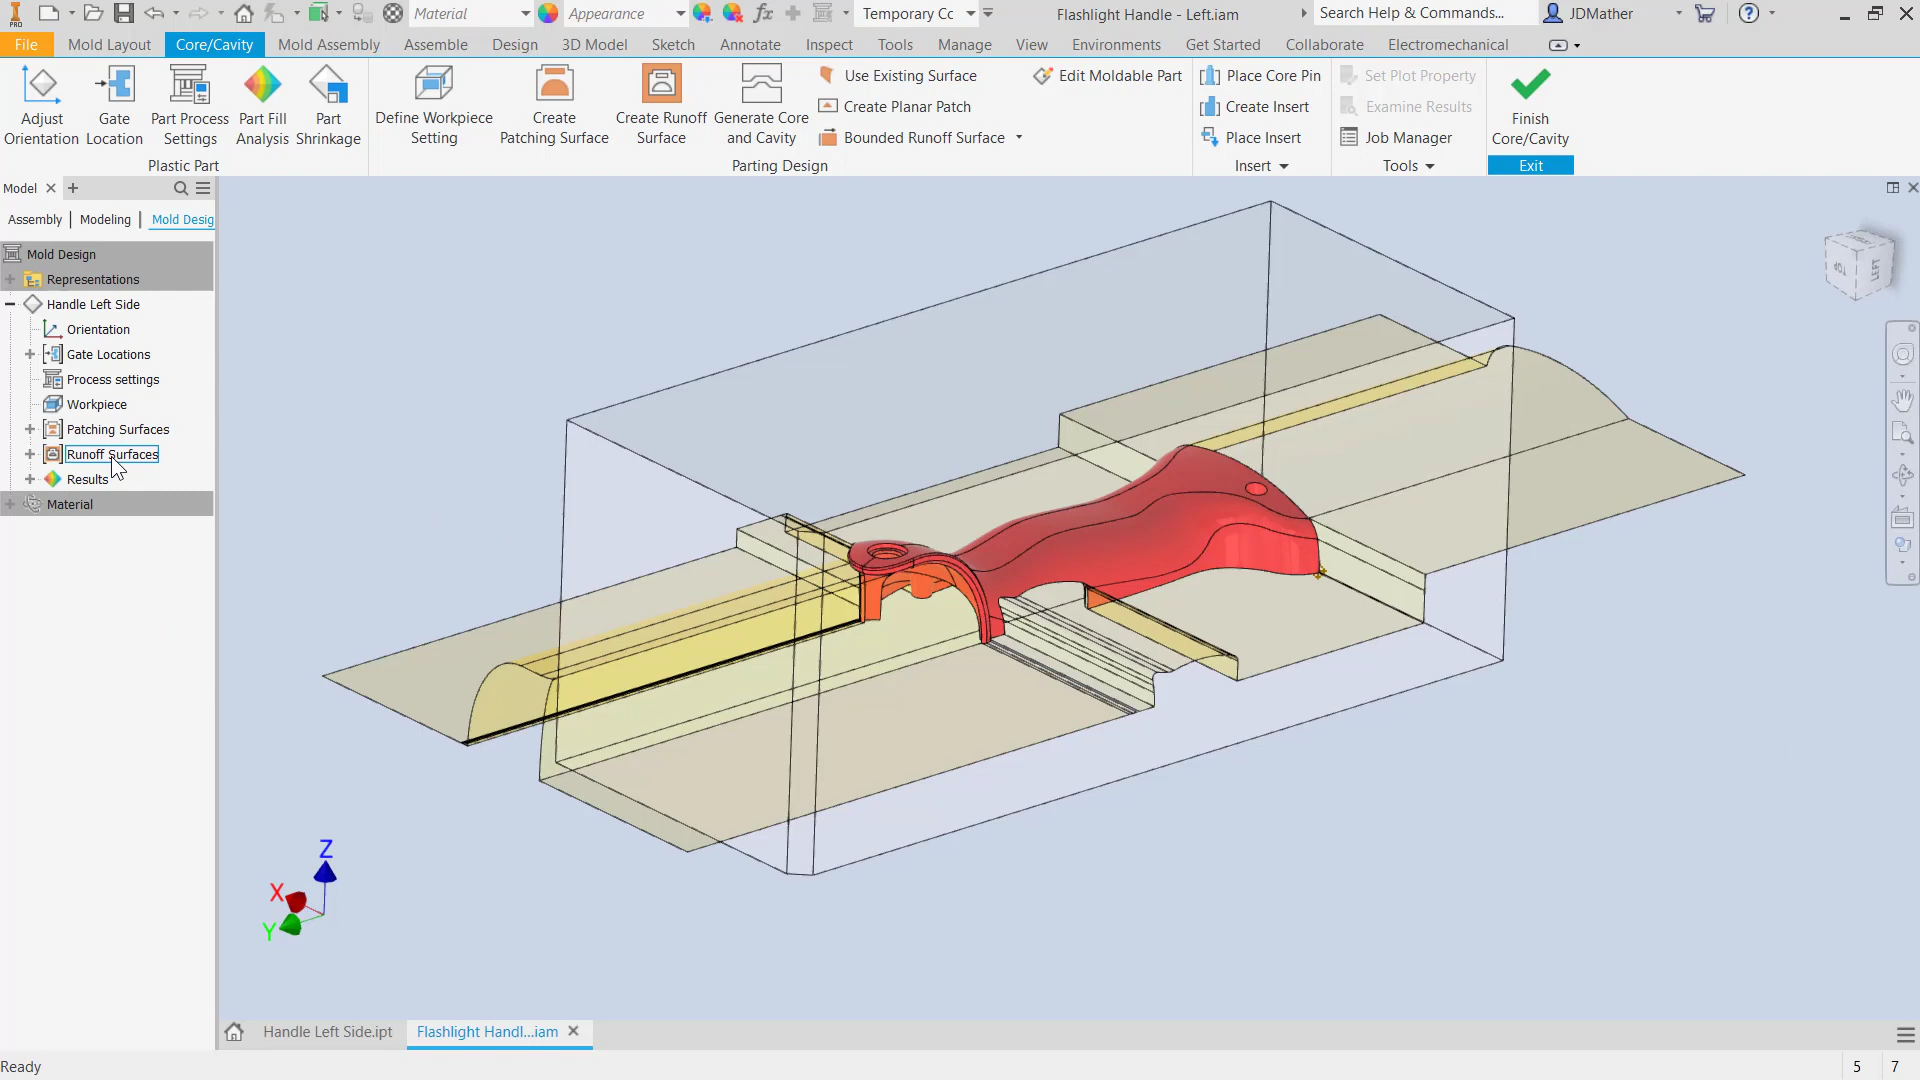 PRO
Material
Appearance
fx
Temporary Cc
Flashlight Handle - Left.iam
Search Help & Commands...
JDMather
File
Mold Layout
Core/Cavity
Mold Assembly
Assemble
Design
3D Model
Sketch
Annotate
Inspect
Tools
Manage
View
Environments
Get Started
Collaborate
Electromechanical
Adjust
Orientation
Gate
Location
Part Process
Settings
Part Fill
Analysis
Part
Shrinkage
Plastic Part
Define Workpiece
Setting
Create
Patching Surface
Create Runoff
Surface
Generate Core
and Cavity
Use Existing Surface
Create Planar Patch
Bounded Runoff Surface
Edit Moldable Part
Parting Design
Place Core Pin
Create Insert
Place Insert
Insert
Set Plot Property
Examine Results
Job Manager
Tools
Finish
Core/Cavity
Exit
Model
Assembly
Modeling
Mold Desig
Mold Design
Representations
Handle Left Side
Orientation
Gate Locations
Process settings
Workpiece
Patching Surfaces
Runoff Surfaces
Results
Material
TOP
LEFT
Z
X
Y
Handle Left Side.ipt
Flashlight Handl...iam
Ready
5
7